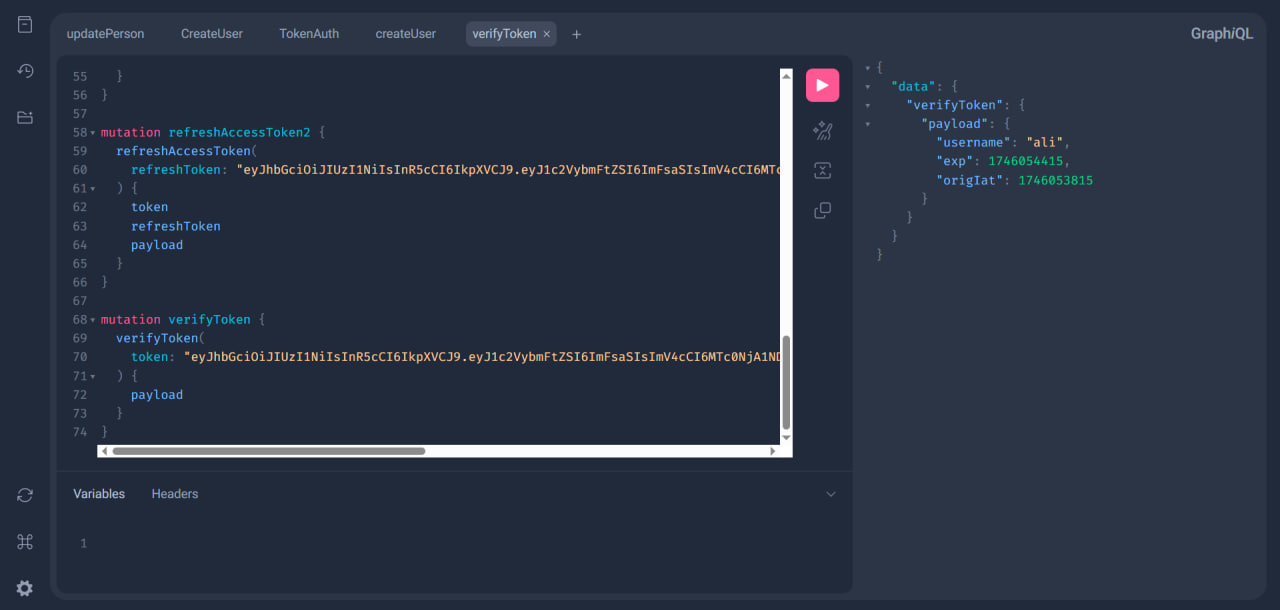 updatePerson CreateUser TokenAuth createUser verifyToken × +
GraphiQL
55 }
56 }
57
58 mutation refreshAccessToken2 {
59 refreshAccessToken(
60 refreshToken: "eyJhbGciOiJIUzI1NiIsInR5cCI6IkpXVCJ9.eyJ1c2VybmFtZSI6ImFsaSIsImV4cCI6MTc
61 ) {
62 token
63 refreshToken
64 payload
65 }
66 }
67
68 mutation verifyToken {
69 verifyToken(
70 token: "eyJhbGciOiJIUzI1NiIsInR5cCI6IkpXVCJ9.eyJ1c2VybmFtZSI6ImFsaSIsImV4cCI6MTc0NjA1ND
71 ) {
72 payload
73 }
74 }
Variables Headers
1
{
"data": {
"verifyToken": {
"payload": {
"username": "ali",
"exp": 1746054415,
"origIat": 1746053815
}
}
}
}